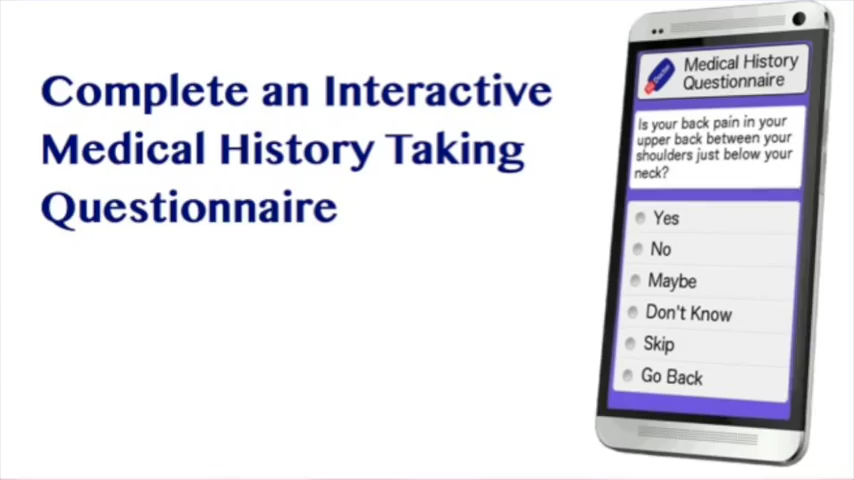 Complete an Interactive
Medical History Taking
Questionnaire
Medical History
Questionnaire
Is your back pain in your
upper back between your
shoulders just below your
neck?
Yes
No
Maybe
Don't Know
Skip
Go Back